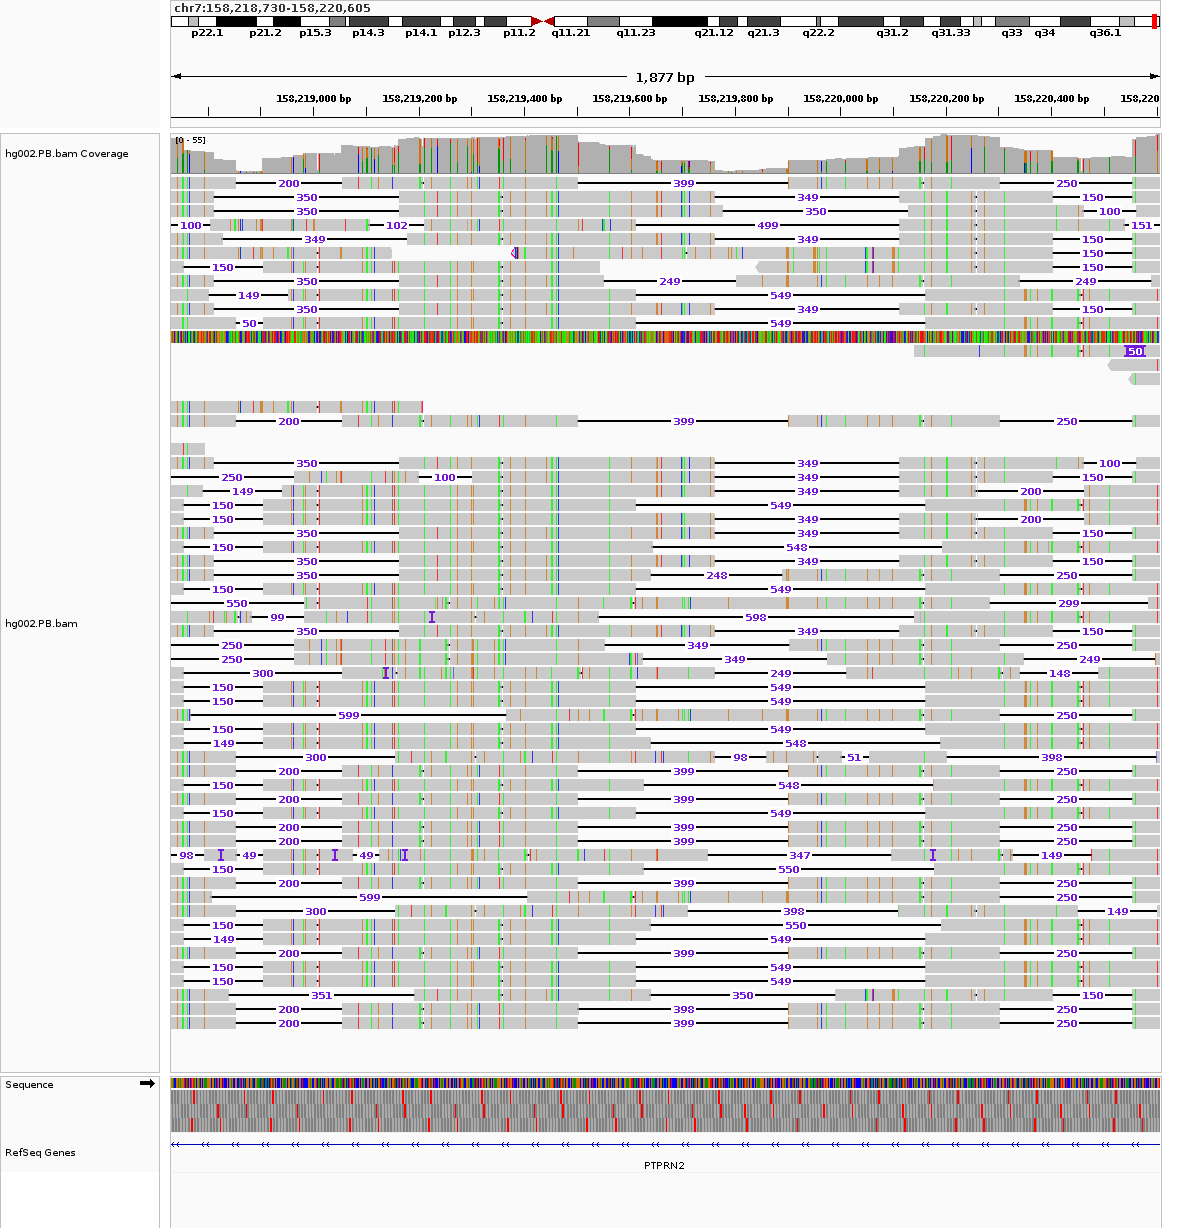 chr7:158,218,730-158,220,605
p22.1 p21.2 p15.3 p14.3 p14.1 p12.3 p11.2 q11.21 q11.23 q21.12 q21.3 q22.2 q31.2 q31.33 q33 q34 q36.1
1,877 bp
158,219,000 bp 158,219,200 bp 158,219,400 bp 158,219,600 bp 158,219,800 bp 158,220,000 bp 158,220,200 bp 158,220,400 bp 158,220
hg002.PB.bam Coverage
[0 - 55]
200 399 250
350 349 150
350 350 100
100 102 499 151
349 349 150
150
150 150
350 249 249
149 549
350 349 150
50 549
50
200 399 250
350 349 100
250 100 349 150
149 349 200
150 549
150 349 200
350 349 150
150 548
350 349 150
350 248 250
150 549
550 299
hg002.PB.bam
99 I 598
350 349 150
250 349 250
250 349 249
300 I 249 148
150 549
150 549
599 250
150 549
149 548
300 98 51 398
200 399 250
150 548
200 399 250
150 549
200 399 250
200 399 250
98 I 49 I 49 I 347 I 149
150 550
200 399 250
599 250
300 398 149
150 550
149 549
200 399 250
150 549
150 549
351 350 150
200 398 250
200 399 250
Sequence
RefSeq Genes
PTPRN2